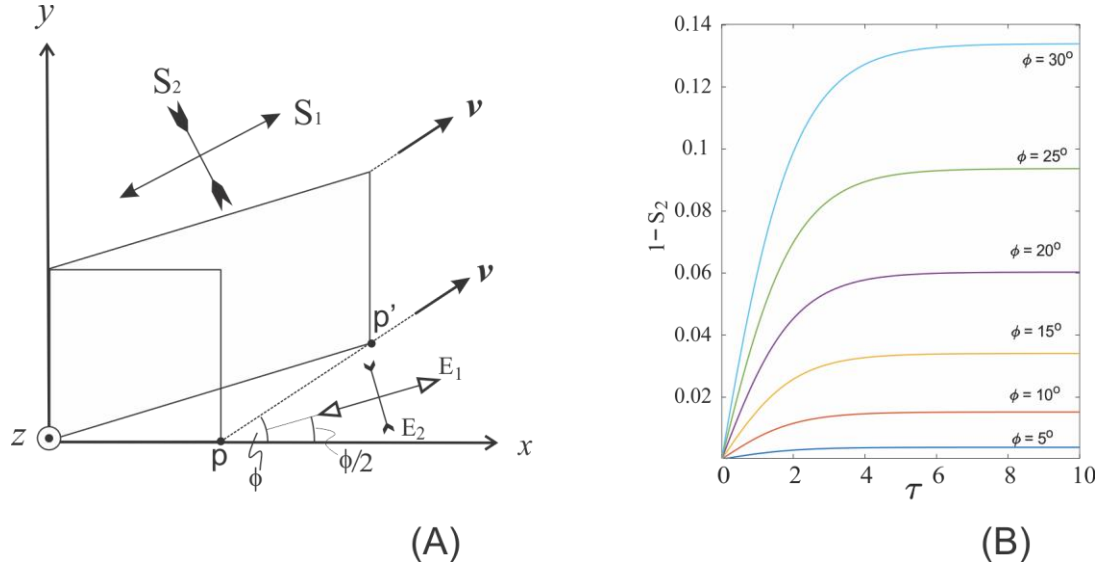 y
S₂
S₁
ν
ν
p'
E₁
E₂
z
p
ϕ
ϕ/2
x
(A)
0.14
0.12
0.1
0.08
0.06
0.04
0.02
1-S₂
ϕ = 30°
ϕ = 25°
ϕ = 20°
ϕ = 15°
ϕ = 10°
ϕ = 5°
0 2 4 6 8 10
τ
(B)